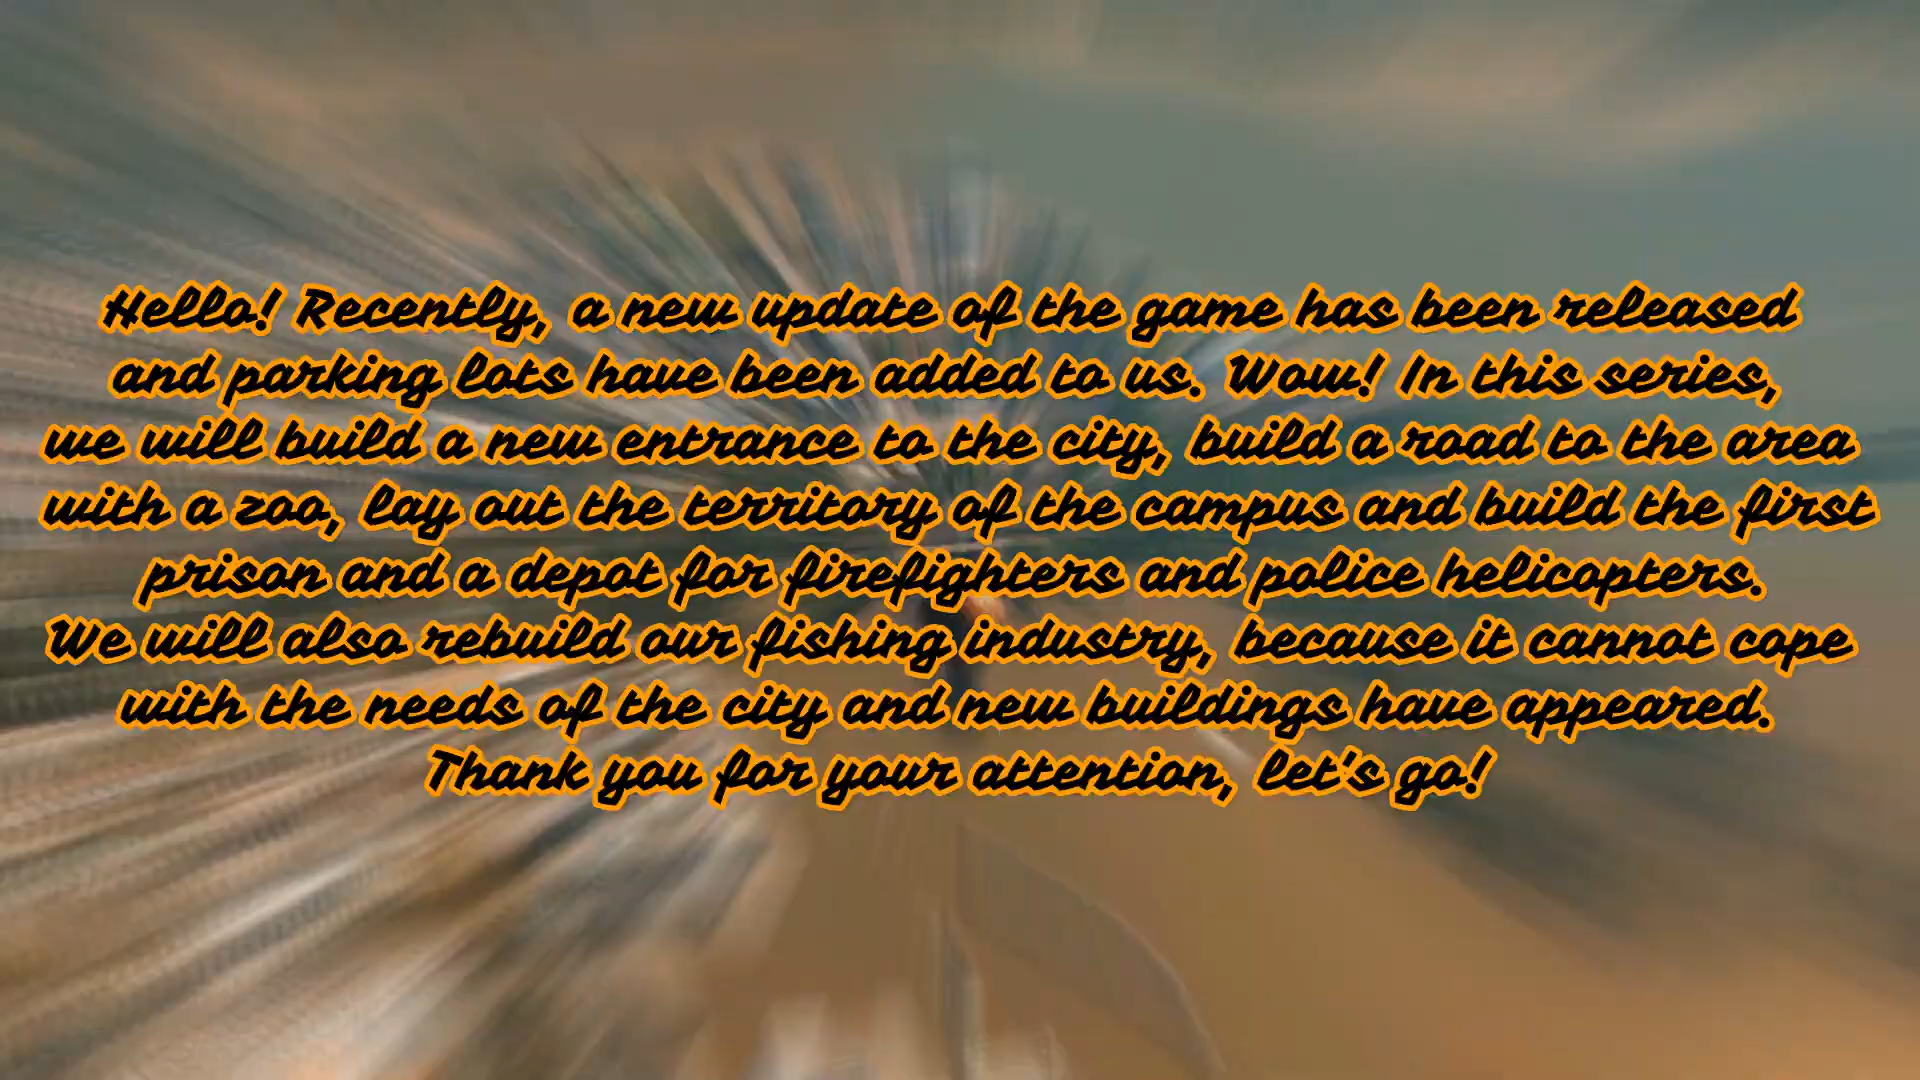 Hello! Recently, a new update of the game has been released
and parking lots have been added to us. Wow! In this series,
we will build a new entrance to the city, build a road to the area
with a zoo, lay out the territory of the campus and build the first
prison and a depot for firefighters and police helicopters.
We will also rebuild our fishing industry, because it cannot cope
with the needs of the city and new buildings have appeared.
Thank you for your attention, let's go!